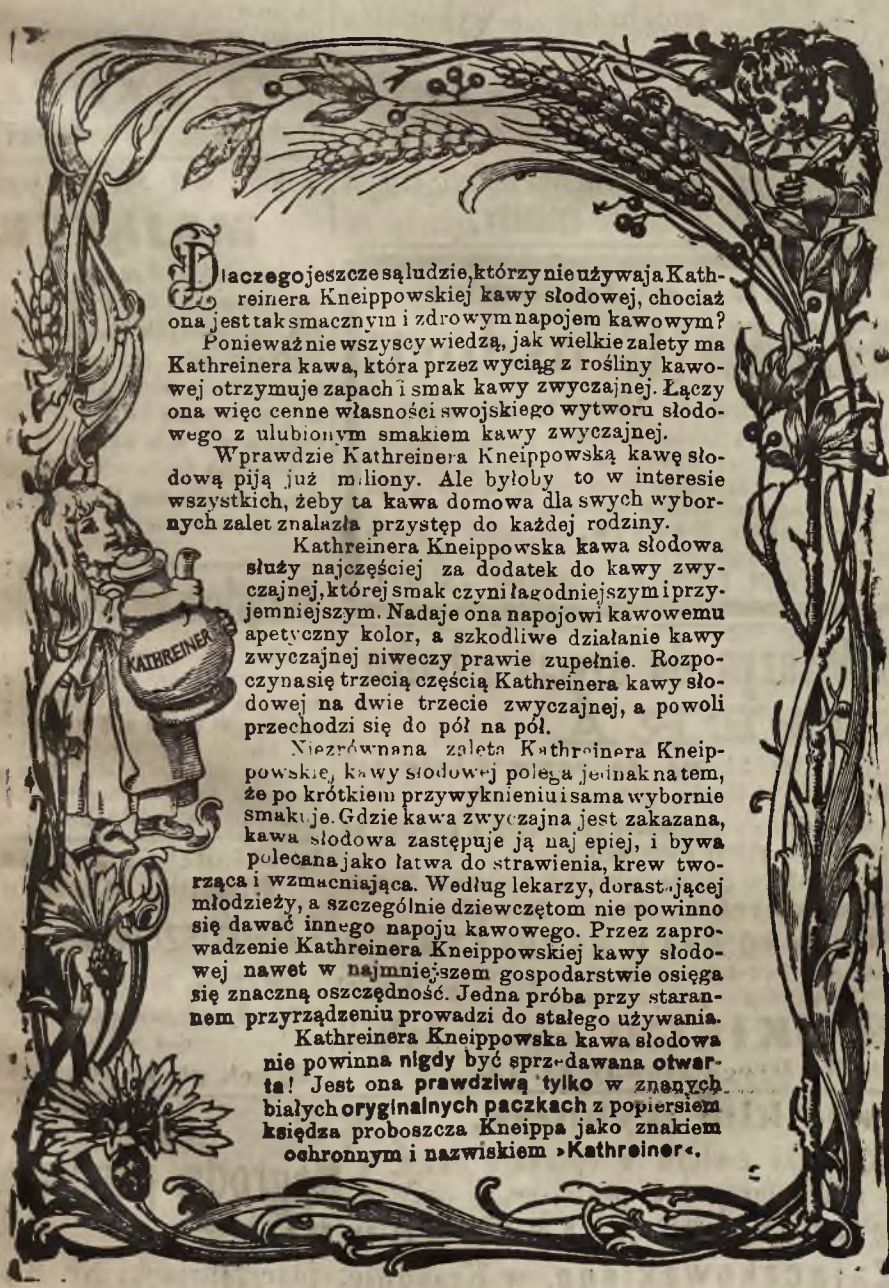 Dlaczego jeszcze są ludzie, którzy nie używaja Kath-
reinera Kneippowskiej kawy słodowej, chociaż
ona jest tak smacznym i zdrowym napojem kawowym?
Ponieważ nie wszyscy wiedzą, jak wielkie zalety ma
Kathreinera kawa, która przez wyciąg z rośliny kawo-
wej otrzymuje zapach i smak kawy zwyczajnej. Łączy
ona więc cenne własności swojskiego wytworu słodo-
wego z ulubionym smakiem kawy zwyczajnej.
Wprawdzie Kathreinera Kneippowską kawę sło-
dową piją już miliony. Ale byłoby to w interesie
wszystkich, żeby ta kawa domowa dla swych wybor-
nych zalet znalazła przystęp do każdej rodziny.
Kathreinera Kneippowska kawa słodowa
służy najczęściej za dodatek do kawy zwy-
czajnej, której smak czyni łagodniejszym i przy-
jemniejszym. Nadaje ona napojowi kawowemu
apetyczny kolor, a szkodliwe działanie kawy
zwyczajnej niweczy prawie zupełnie. Rozpo-
czyna się trzecią częścią Kathreinera kawy sło-
dowej na dwie trzecie zwyczajnej, a powoli
przechodzi się do pół na pół.
Niezrównana zaleta Kathreinera Kneip-
powskiej kawy słodowej polega jednak na tem,
że po krótkiem przywyknieniu i sama wybornie
smakuje. Gdzie kawa zwyczajna jest zakazana,
kawa słodowa zastępuje ją najlepiej, i bywa
polecana jako łatwa do strawienia, krew two-
rząca i wzmacniająca. Według lekarzy, dorastającej
młodzieży, a szczególnie dziewczętom nie powinno
się dawać innego napoju kawowego. Przez zapro-
wadzenie Kathreinera Kneippowskiej kawy słodo-
wej nawet w najmniejszem gospodarstwie osięga
się znaczną oszczędność. Jedna próba przy staran-
nem przyrządzeniu prowadzi do stałego używania.
Kathreinera Kneippowska kawa słodowa
nie powinna nigdy być sprzedawana otwar-
ta! Jest ona prawdziwą tylko w znanych
białych oryginalnych paczkach z popiersiem
księdza proboszcza Kneippa jako znakiem
ochronnym i nazwiskiem »Kathreiner«.
KATHREINER